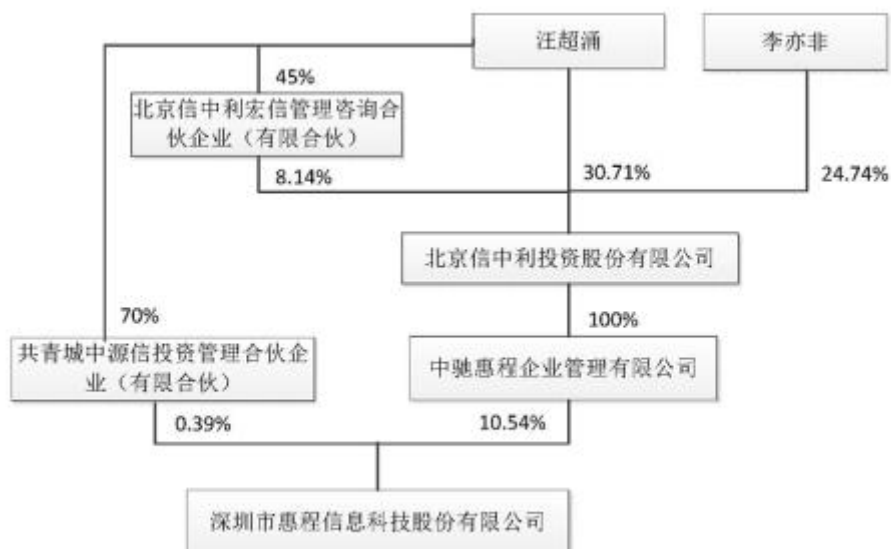 汪超涌
李亦非
45%
北京信中利宏信管理咨询合
伙企业（有限合伙）
8.14%
30.71%
24.74%
北京信中利投资股份有限公司
70%
100%
共青城中源信投资管理合伙企
业（有限合伙）
中驰惠程企业管理有限公司
0.39%
10.54%
深圳市惠程信息科技股份有限公司